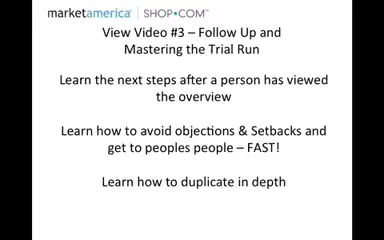 marketamerica® | SHOP•COM™
View Video #3 – Follow Up and
Mastering the Trial Run
Learn the next steps after a person has viewed
the overview
Learn how to avoid objections & Setbacks and
get to peoples people – FAST!
Learn how to duplicate in depth